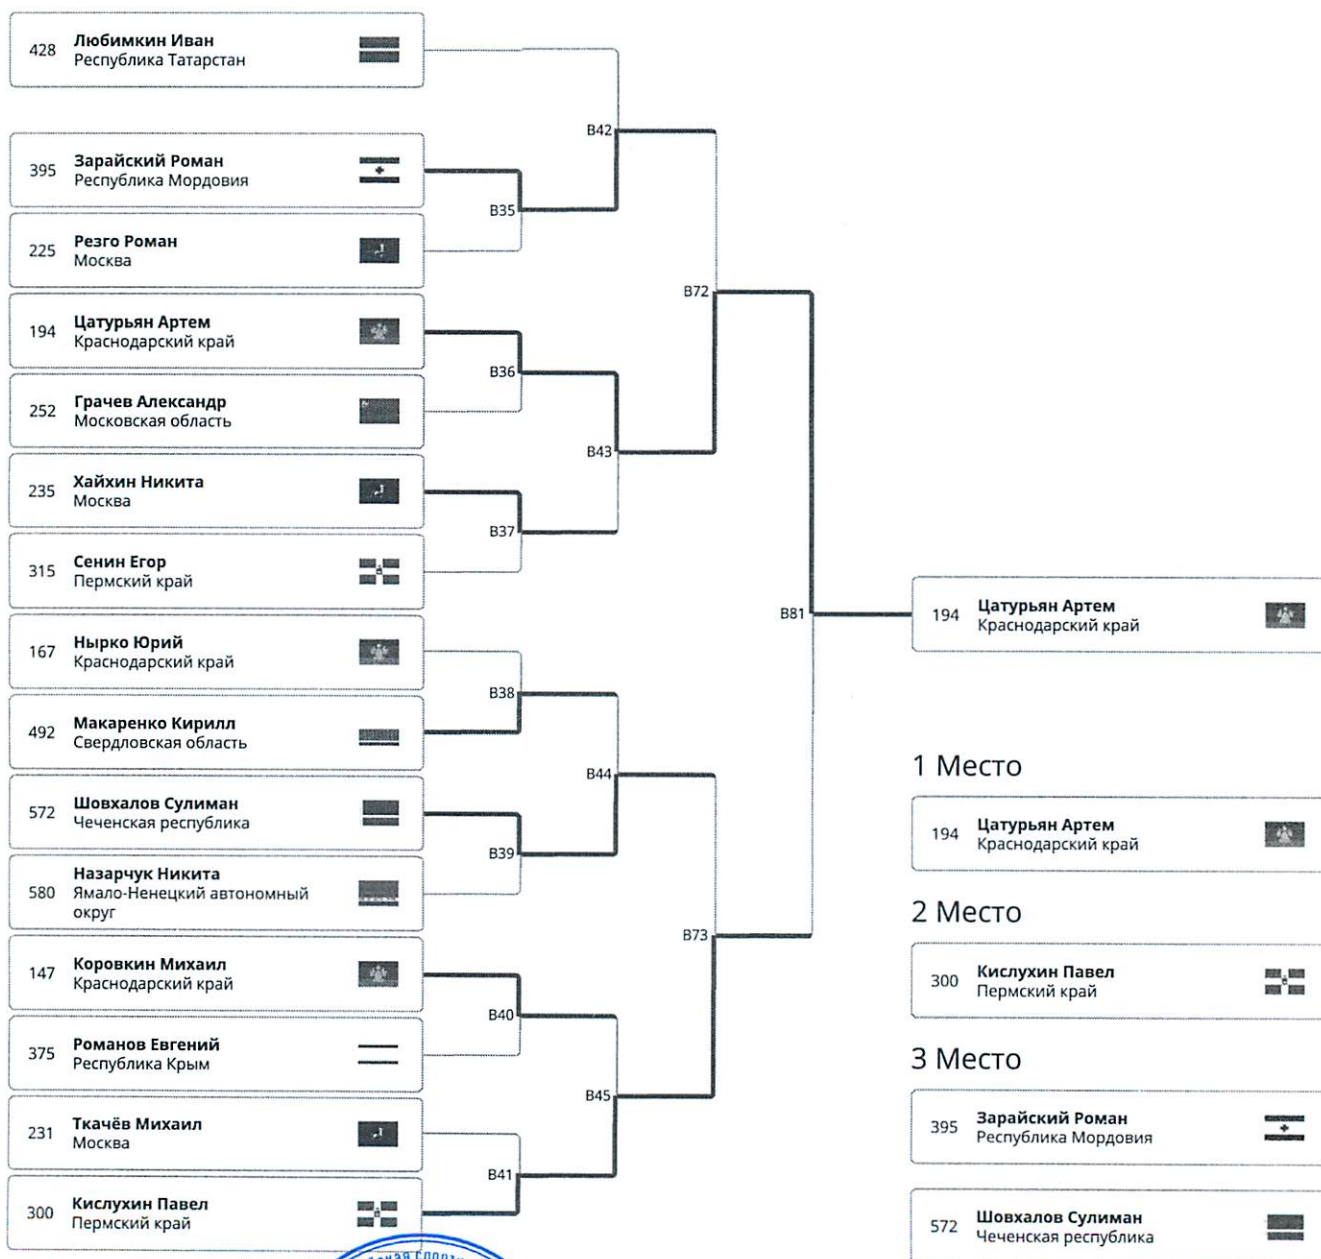 428 Любимкин Иван
Республика Татарстан
395 Зарайский Роман
Республика Мордовия
225 Резго Роман
Москва
194 Цатурьян Артем
Краснодарский край
252 Грачев Александр
Московская область
235 Хайхин Никита
Москва
315 Сенин Егор
Пермский край
167 Нырко Юрий
Краснодарский край
492 Макаренко Кирилл
Свердловская область
572 Шовхалов Сулиман
Чеченская республика
580 Назарчук Никита
Ямало-Ненецкий автономный
округ
147 Коровкин Михаил
Краснодарский край
375 Романов Евгений
Республика Крым
231 Ткачёв Михаил
Москва
300 Кислухин Павел
Пермский край
B35
B36
B37
B38
B39
B40
B41
B42
B43
B44
B45
B72
B73
B81
194 Цатурьян Артем
Краснодарский край
1 Место
194 Цатурьян Артем
Краснодарский край
2 Место
300 Кислухин Павел
Пермский край
3 Место
395 Зарайский Роман
Республика Мордовия
572 Шовхалов Сулиман
Чеченская республика